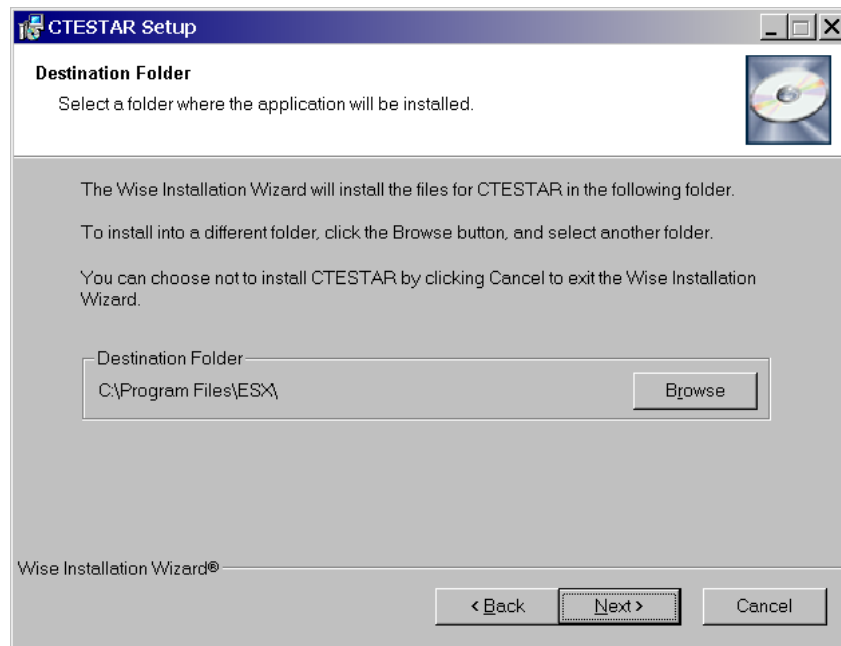 CTESTAR Setup
Destination Folder
Select a folder where the application will be installed.
The Wise Installation Wizard will install the files for CTESTAR in the following folder.
To install into a different folder, click the Browse button, and select another folder.
You can choose not to install CTESTAR by clicking Cancel to exit the Wise Installation
Wizard.
Destination Folder
C:\Program Files\ESX\
Browse
Wise Installation Wizard®
< Back
Next >
Cancel